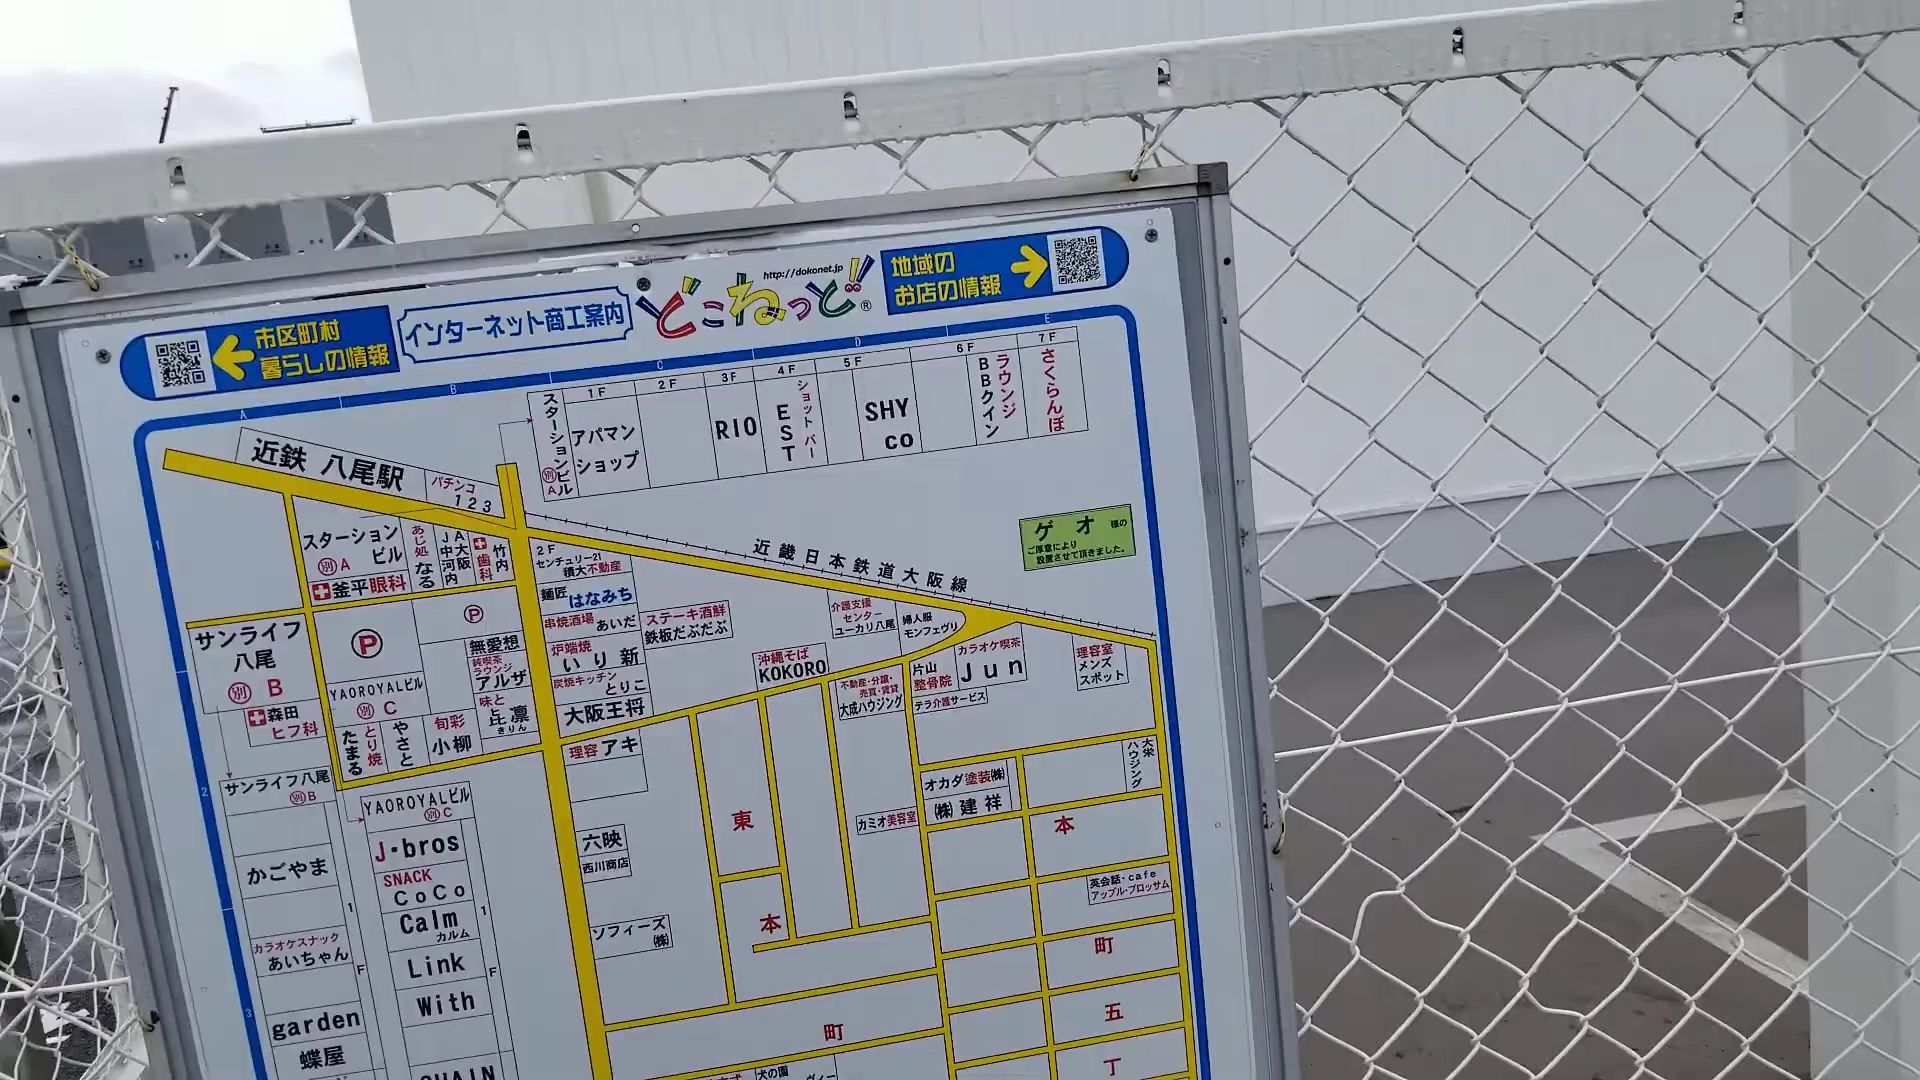 市区町村
暮らしの情報
インターネット商工案内
どこねっと!!®
http://dokonet.jp
地域の
お店の情報
A
B
C
D
E
1F
2F
3F
4F
5F
6F
7F
スターションビル
別A
アパマン
ショップ
RIO
ショットバー
EST
SHY
co
ラウンジ
BBクイン
さくらんぼ
近鉄 八尾駅
パチンコ
123
1
スターション
ビル
別A
釜平眼科
あじ処
なる
JA大阪
中河内
竹内
歯科
2F
センチュリー21
積大不動産
麺匠
はなみち
串焼酒場 あいだ
ステーキ酒鮮
鉄板だぶだぶ
炉端焼
いり新
炭焼キッチン
とりこ
大阪王将
近畿日本鉄道大阪線
ゲオ 様の
ご厚意により
設置させて頂きました。
サンライフ
八尾
別B
森田
ヒフ科
P
P
無愛想
純喫茶
ラウンジ
アルザ
YAOROYALビル
別C
味と
㐂凛
きりん
とり焼
たまる
やさと
旬彩
小柳
沖縄そば
KOKORO
介護支援
センター
ユーカリ八尾
婦人服
モンフェヴリ
不動産・分譲・
売買・賃貸
大成ハウジング
片山
整骨院
カラオケ喫茶
Jun
テラ介護サービス
理容室
メンズ
スポット
理容 アキ
2
サンライフ八尾
別B
YAOROYALビル
別C
オカダ塗装㈱
㈱建祥
大栄
ハウジング
東
カミオ美容室
本
六映
西川商店
かごやま
J・bros
SNACK
CoCo
Calm
カルム
英会話・cafe
アップル・ブロッサム
1
1
本
ソフィーズ
㈱
町
カラオケスナック
あいちゃん
F
Link
F
With
3
garden
蝶屋
町
五
丁
犬の園